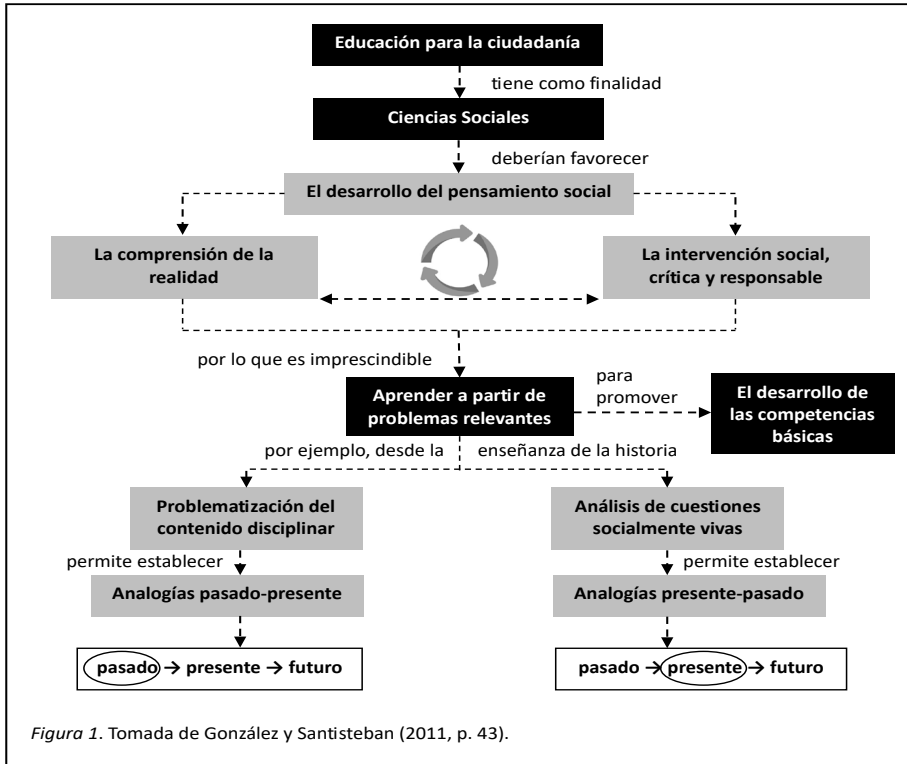 Educación para la ciudadanía
tiene como finalidad
Ciencias Sociales
deberían favorecer
El desarrollo del pensamiento social
La comprensión de la
realidad
La intervención social,
crítica y responsable
por lo que es imprescindible
Aprender a partir de
problemas relevantes
para
promover
El desarrollo de
las competencias
básicas
por ejemplo, desde la enseñanza de la historia
Problematización del
contenido disciplinar
Análisis de cuestiones
socialmente vivas
permite establecer
permite establecer
Analogías pasado-presente
Analogías presente-pasado
pasado → presente → futuro
pasado → presente → futuro
Figura 1. Tomada de González y Santisteban (2011, p. 43).